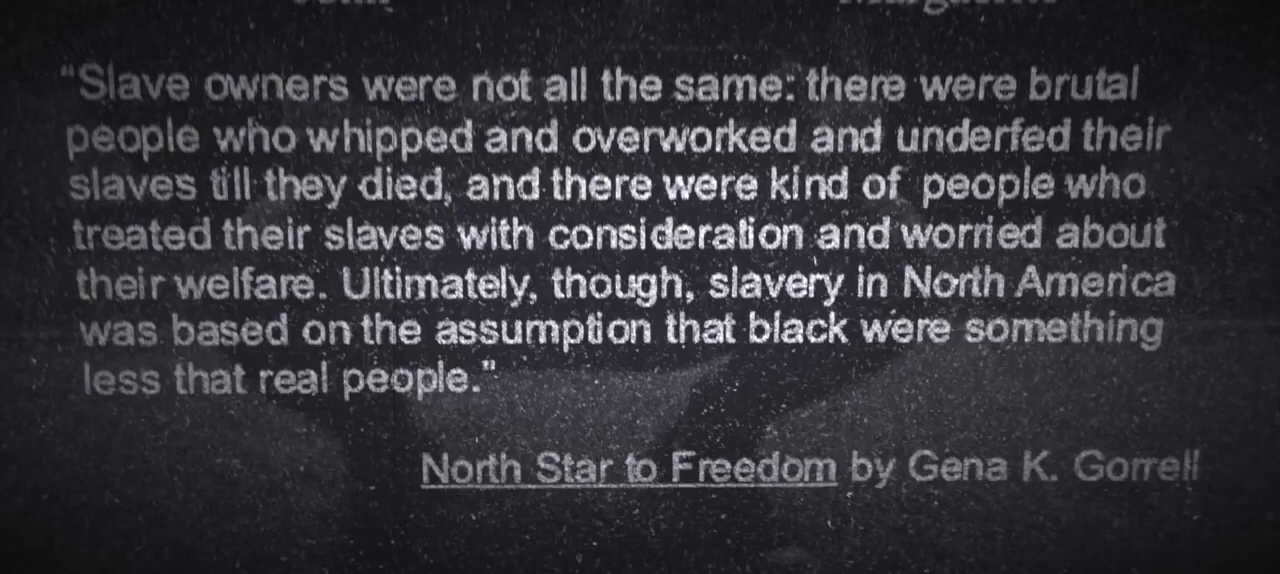 "Slave owners were not all the same: there were brutal
people who whipped and overworked and underfed their
slaves till they died, and there were kind of people who
treated their slaves with consideration and worried about
their welfare. Ultimately, though, slavery in North America
was based on the assumption that black were something
less that real people."
North Star to Freedom by Gena K. Gorrell